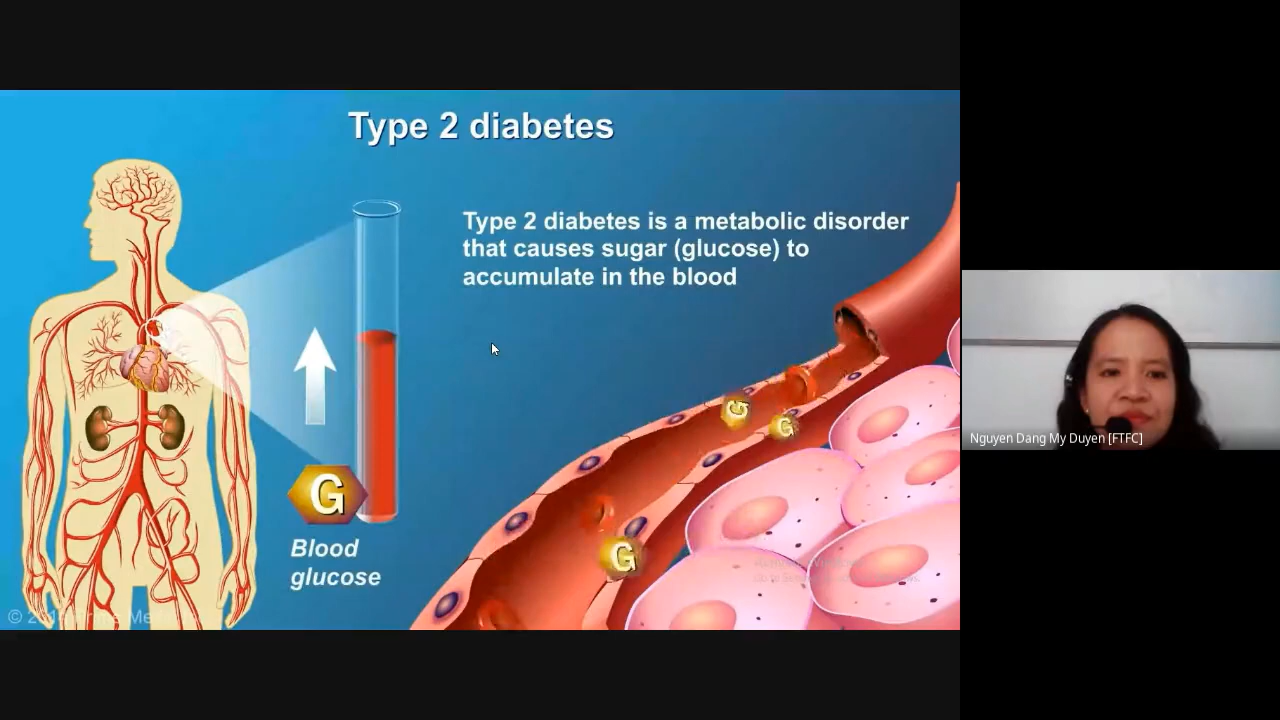 Type 2 diabetes
Type 2 diabetes is a metabolic disorder
that causes sugar (glucose) to
accumulate in the blood
G
G
G
G
Blood
glucose
Nguyen Dang My Duyen [FTFC]